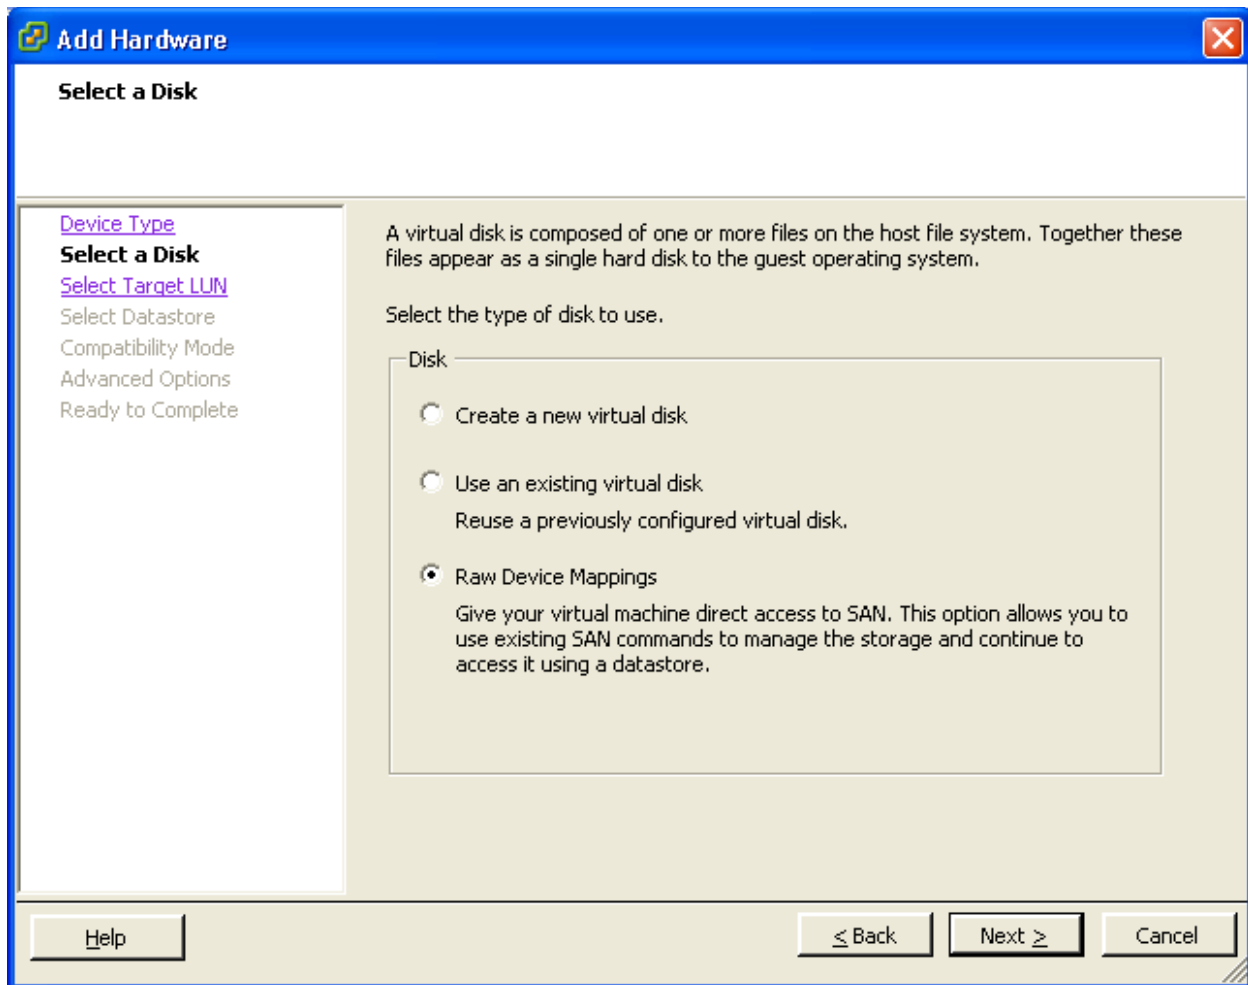 Add Hardware
Select a Disk
Device Type
Select a Disk
Select Target LUN
Select Datastore
Compatibility Mode
Advanced Options
Ready to Complete
A virtual disk is composed of one or more files on the host file system. Together these
files appear as a single hard disk to the guest operating system.
Select the type of disk to use.
Disk
Create a new virtual disk
Use an existing virtual disk
Reuse a previously configured virtual disk.
Raw Device Mappings
Give your virtual machine direct access to SAN. This option allows you to
use existing SAN commands to manage the storage and continue to
access it using a datastore.
Help
< Back
Next >
Cancel